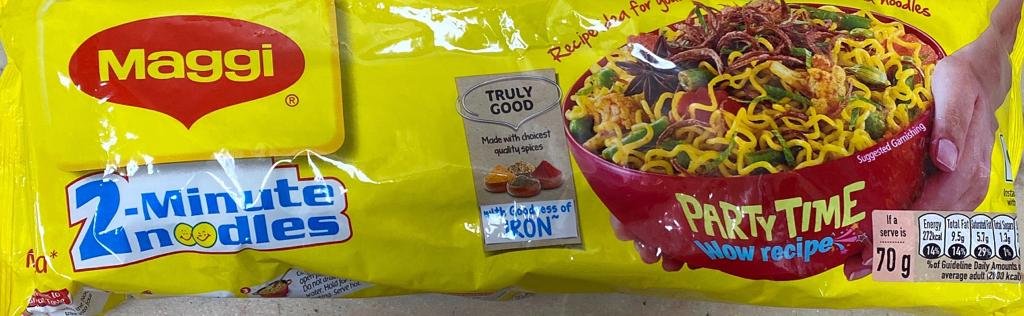 Maggi
®
2-Minute
noodles
TRULY
GOOD
Made with choicest
quality spices
with Goodness of
IRON
Recipe for
noodles
Suggested Garnishing
PARTY TIME
Wow recipe
If a
serve is
70 g
Energy Total Fat Saturated Fat Total Sugars
272kcal 9.5g 5.7g 1.3g
14% 14% 29% 1%
% of Guideline Daily Amounts
average adult (2000 kcal)